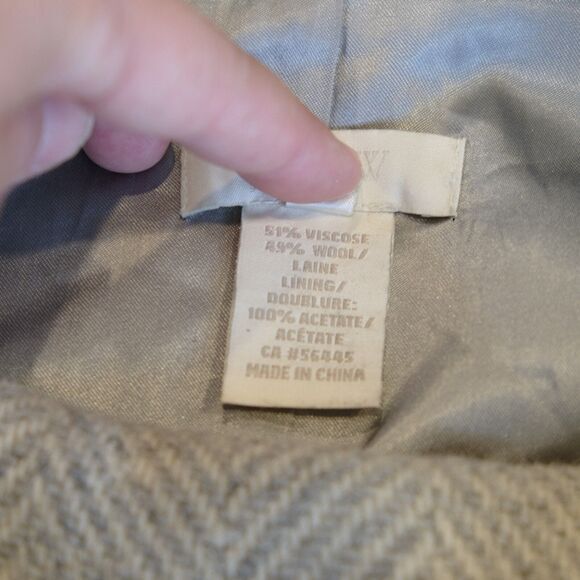 51% VISCOSE
49% WOOL/
LAINE
LINING/
DOUBLURE:
100% ACETATE/
ACÉTATE
CA #56445
MADE IN CHINA